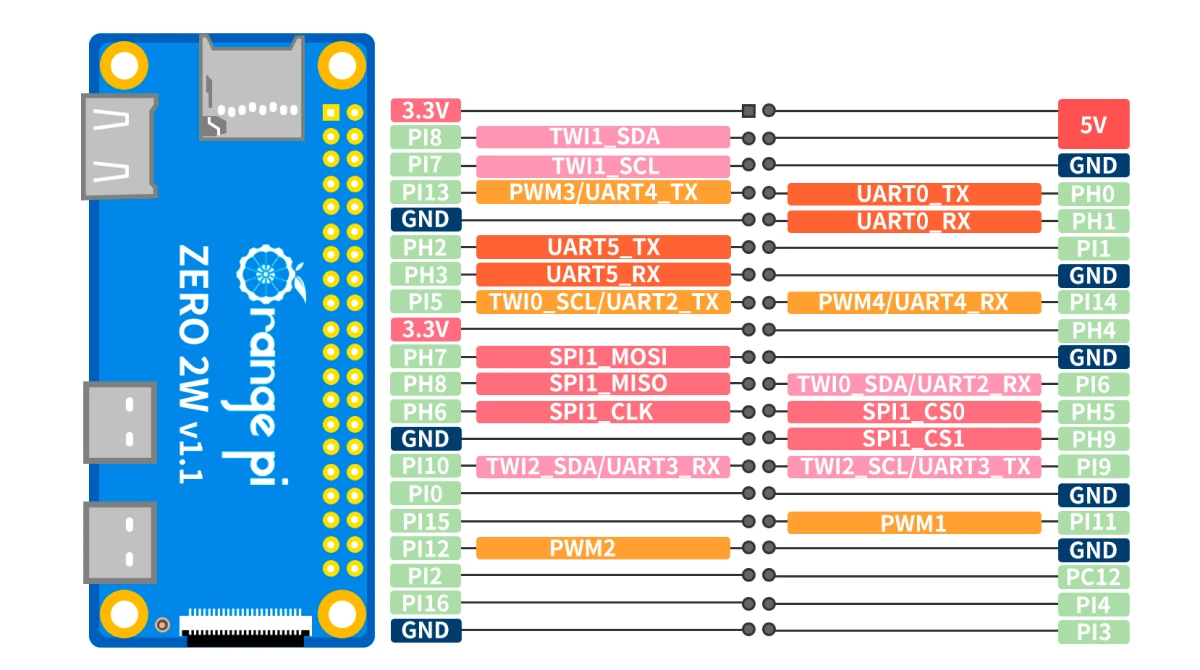 3.3V
5V
PI8 TWI1_SDA
PI7 TWI1_SCL GND
PI13 PWM3/UART4_TX UART0_TX PH0
GND UART0_RX PH1
PH2 UART5_TX PI1
PH3 UART5_RX GND
PI5 TWI0_SCL/UART2_TX PWM4/UART4_RX PI14
3.3V PH4
PH7 SPI1_MOSI GND
PH8 SPI1_MISO TWI0_SDA/UART2_RX PI6
PH6 SPI1_CLK SPI1_CS0 PH5
GND SPI1_CS1 PH9
PI10 TWI2_SDA/UART3_RX TWI2_SCL/UART3_TX PI9
PI0 GND
PI15 PWM1 PI11
PI12 PWM2 GND
PI2 PC12
PI16 PI4
GND PI3
Orange pi
ZERO 2W v1.1